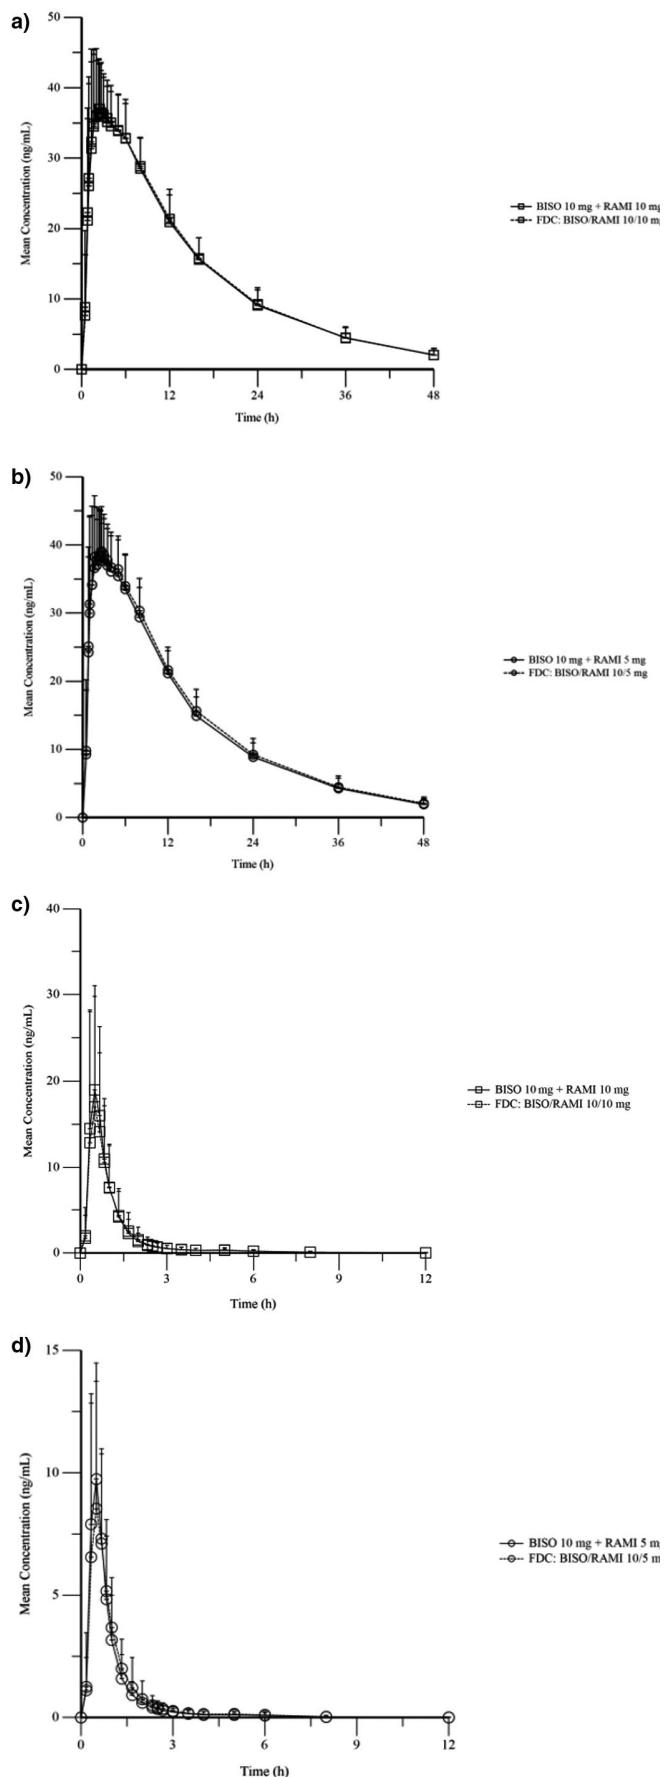 a)
50
40
30
20
10
0
Mean Concentration (ng/mL)
0 12 24 36 48
Time (h)
BISO 10 mg + RAMI 10 mg
FDC: BISO/RAMI 10/10 mg
b)
50
40
30
20
10
0
Mean Concentration (ng/mL)
0 12 24 36 48
Time (h)
BISO 10 mg + RAMI 5 mg
FDC: BISO/RAMI 10/5 mg
c)
40
30
20
10
0
Mean Concentration (ng/mL)
0 3 6 9 12
Time (h)
BISO 10 mg + RAMI 10 mg
FDC: BISO/RAMI 10/10 mg
d)
15
10
5
0
Mean Concentration (ng/mL)
0 3 6 9 12
Time (h)
BISO 10 mg + RAMI 5 m
FDC: BISO/RAMI 10/5 m